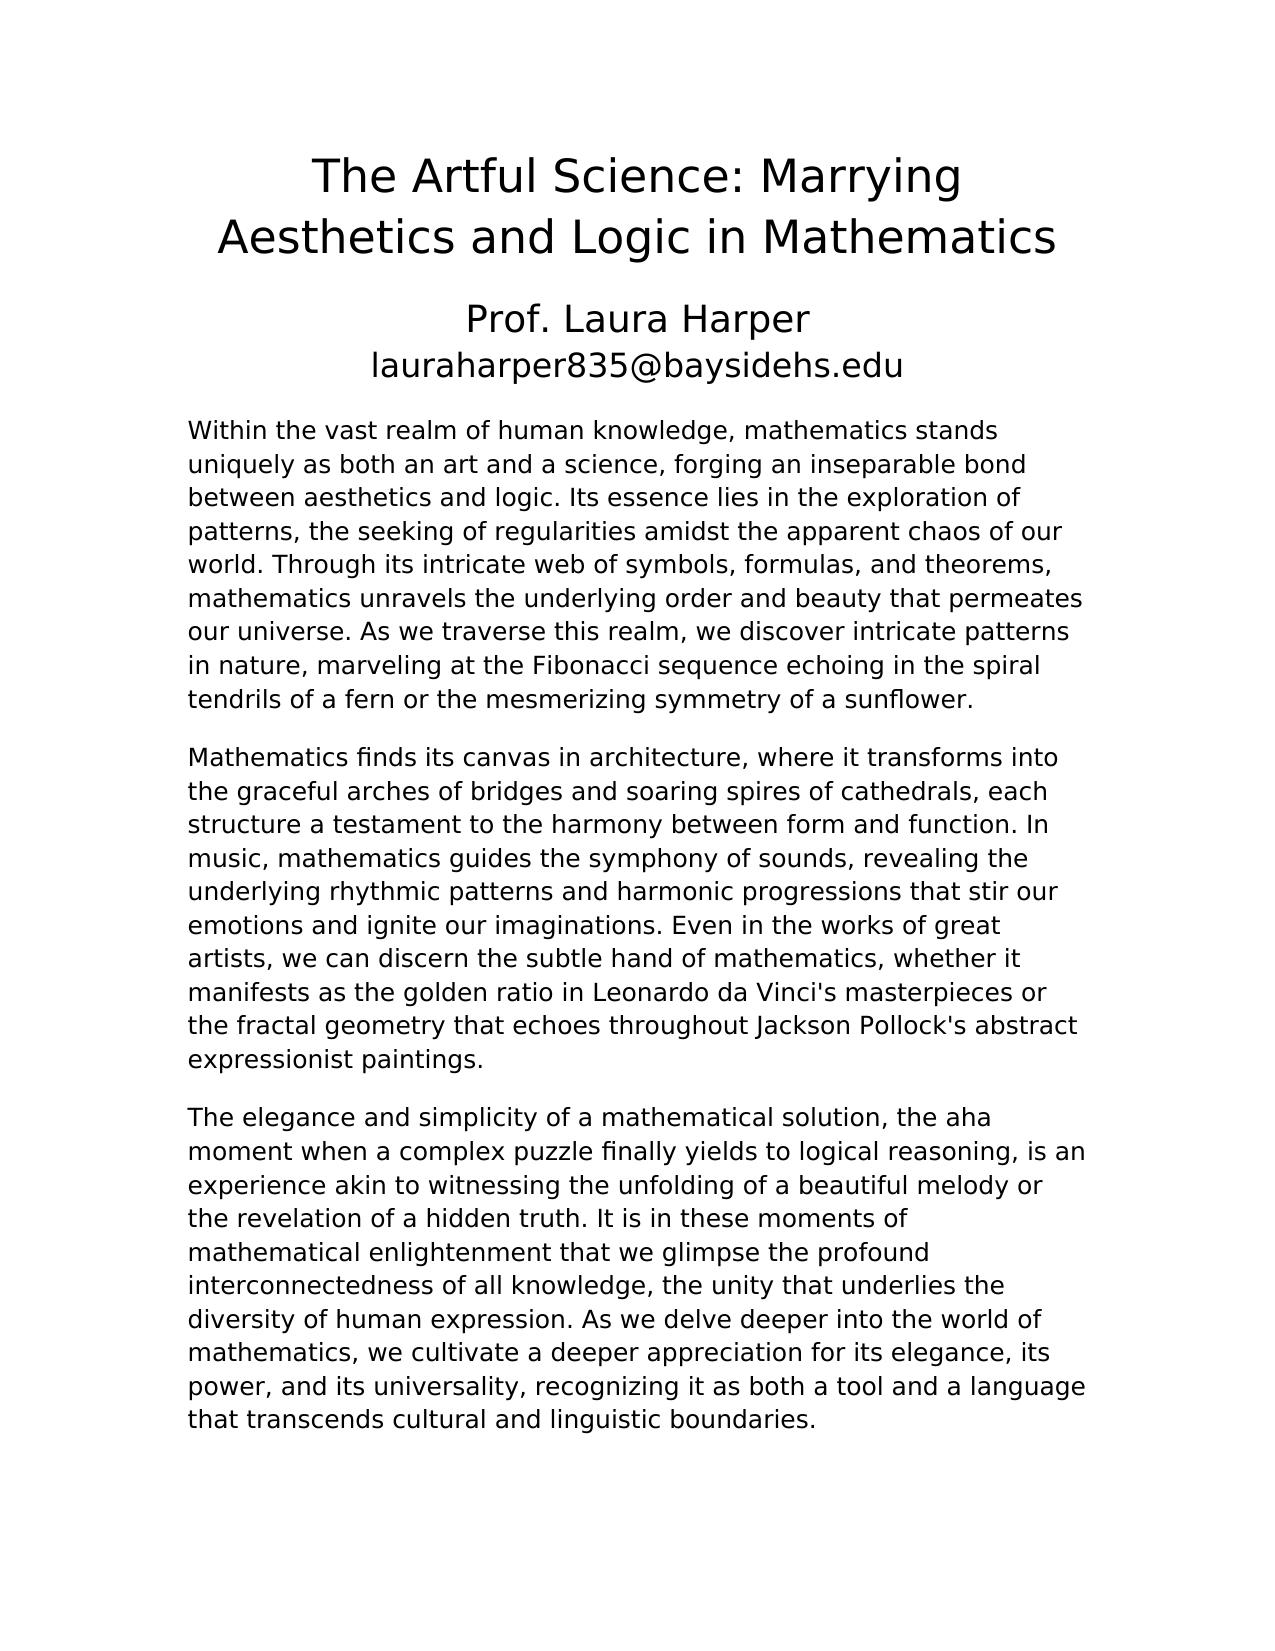 The Artful Science: Marrying
Aesthetics and Logic in Mathematics
Prof. Laura Harper
lauraharper835@baysidehs.edu
Within the vast realm of human knowledge, mathematics stands
uniquely as both an art and a science, forging an inseparable bond
between aesthetics and logic. Its essence lies in the exploration of
patterns, the seeking of regularities amidst the apparent chaos of our
world. Through its intricate web of symbols, formulas, and theorems,
mathematics unravels the underlying order and beauty that permeates
our universe. As we traverse this realm, we discover intricate patterns
in nature, marveling at the Fibonacci sequence echoing in the spiral
tendrils of a fern or the mesmerizing symmetry of a sunflower.
Mathematics finds its canvas in architecture, where it transforms into
the graceful arches of bridges and soaring spires of cathedrals, each
structure a testament to the harmony between form and function. In
music, mathematics guides the symphony of sounds, revealing the
underlying rhythmic patterns and harmonic progressions that stir our
emotions and ignite our imaginations. Even in the works of great
artists, we can discern the subtle hand of mathematics, whether it
manifests as the golden ratio in Leonardo da Vinci's masterpieces or
the fractal geometry that echoes throughout Jackson Pollock's abstract
expressionist paintings.
The elegance and simplicity of a mathematical solution, the aha
moment when a complex puzzle finally yields to logical reasoning, is an
experience akin to witnessing the unfolding of a beautiful melody or
the revelation of a hidden truth. It is in these moments of
mathematical enlightenment that we glimpse the profound
interconnectedness of all knowledge, the unity that underlies the
diversity of human expression. As we delve deeper into the world of
mathematics, we cultivate a deeper appreciation for its elegance, its
power, and its universality, recognizing it as both a tool and a language
that transcends cultural and linguistic boundaries.